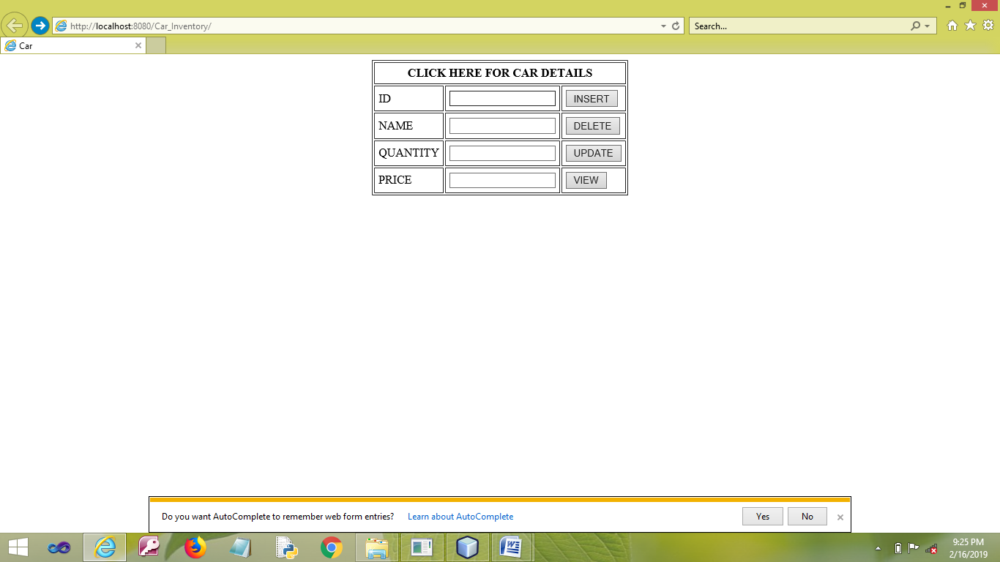 http://localhost:8080/Car_Inventory/
Search...
Car
CLICK HERE FOR CAR DETAILS
ID INSERT
NAME DELETE
QUANTITY UPDATE
PRICE VIEW
Do you want AutoComplete to remember web form entries? Learn about AutoComplete Yes No
9:25 PM
2/16/2019